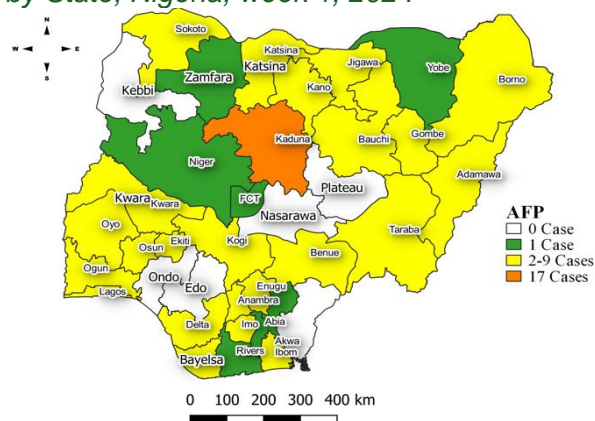 by State, Nigeria, week 1, 2024
N
W
E
S
Sokoto
Katsina
Katsina
Zamfara
Jigawa
Yobe
Kebbi
Kano
Borno
Kaduna
Bauchi
Gombe
Niger
Plateau
Adamawa
FCT
Nasarawa
Kwara
Kwara
Oyo
Taraba
Osun
Ekiti
Kogi
Benue
Ogun
Ondo
Edo
Lagos
Enugu
Anambra
Delta
Imo
Abia
Bayelsa
Rivers
Akwa
Ibom
AFP
0 Case
1 Case
2-9 Cases
17 Cases
0 100 200 300 400 km